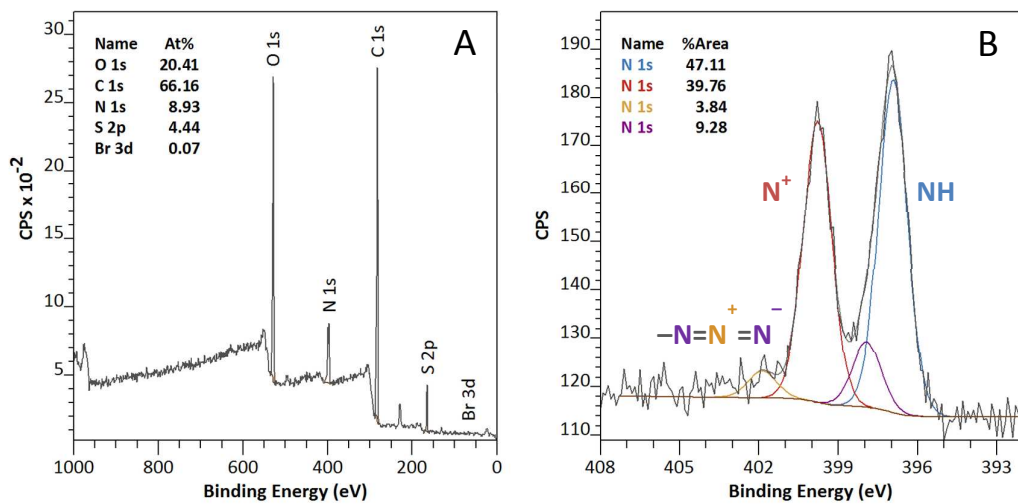 A
Name At%
O 1s 20.41
C 1s 66.16
N 1s 8.93
S 2p 4.44
Br 3d 0.07
O 1s
C 1s
N 1s
S 2p
Br 3d
30
25
20
15
10
5
CPS x 10⁻²
1000 800 600 400 200 0
Binding Energy (eV)
B
Name %Area
N 1s 47.11
N 1s 39.76
N 1s 3.84
N 1s 9.28
N⁺
NH
–N=N⁺=N⁻
190
180
170
160
150
140
130
120
110
CPS
408 405 402 399 396 393
Binding Energy (eV)